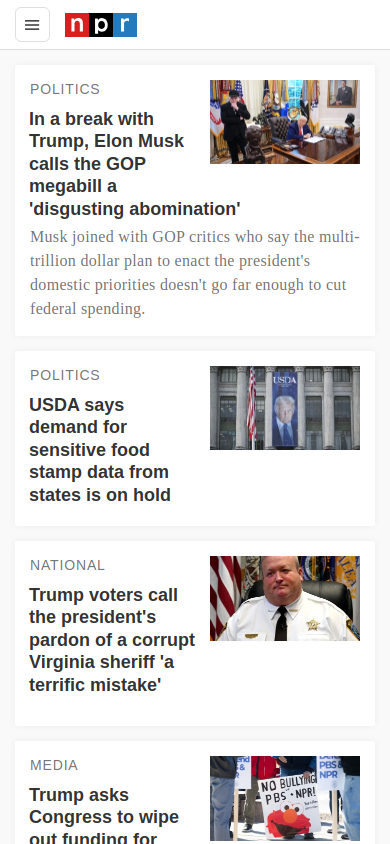 npr
POLITICS
In a break with
Trump, Elon Musk
calls the GOP
megabill a
'disgusting abomination'
Musk joined with GOP critics who say the multi-
trillion dollar plan to enact the president's
domestic priorities doesn't go far enough to cut
federal spending.
POLITICS
USDA says
demand for
sensitive food
stamp data from
states is on hold
USDA
NATIONAL
Trump voters call
the president's
pardon of a corrupt
Virginia sheriff 'a
terrific mistake'
MEDIA
Trump asks
Congress to wipe
out funding for
NO BULLYING
PBS • NPR!
PBS